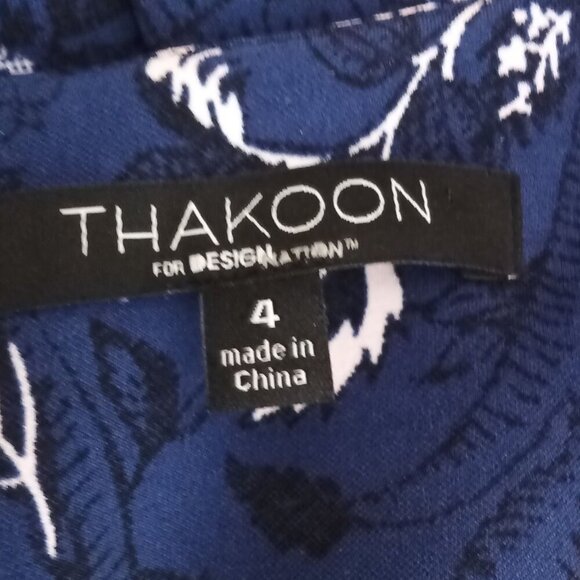 THAKOON
FOR DESIGNATION™
4
made in
China